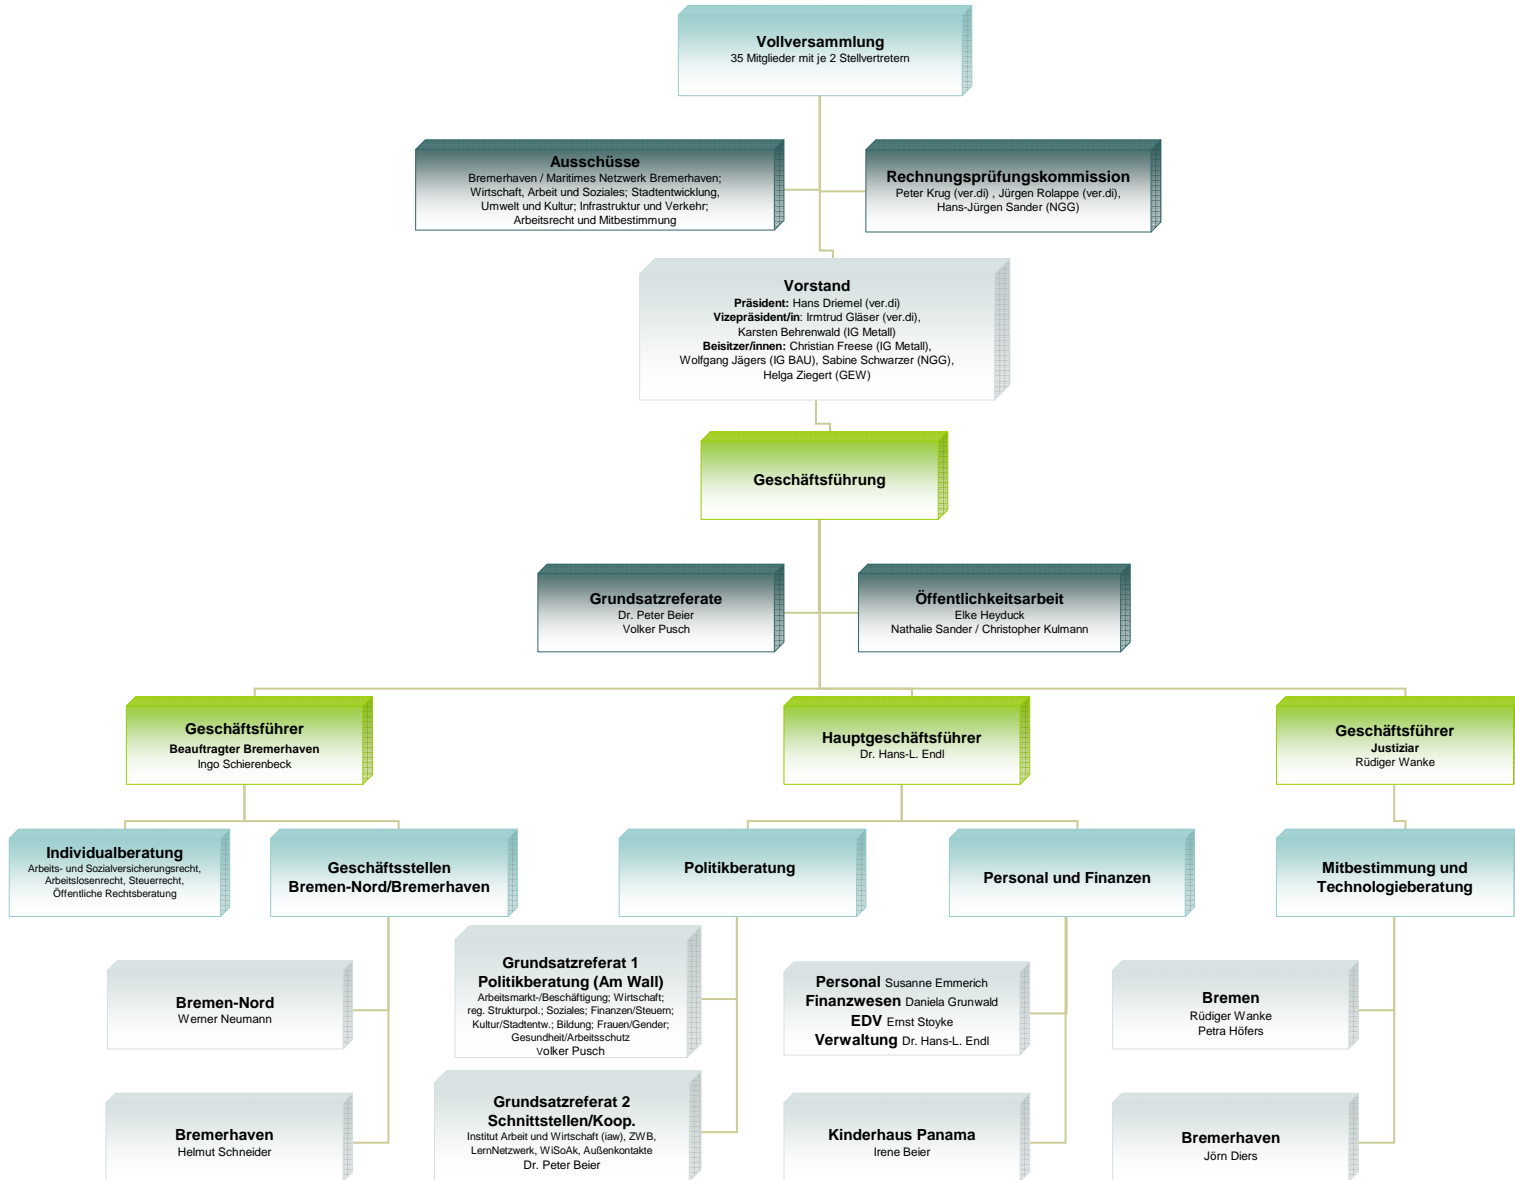 Vollversammlung
35 Mitglieder mit je 2 Stellvertretern
Ausschüsse
Bremerhaven / Maritimes Netzwerk Bremerhaven;
Wirtschaft, Arbeit und Soziales; Stadtentwicklung,
Umwelt und Kultur; Infrastruktur und Verkehr;
Arbeitsrecht und Mitbestimmung
Rechnungsprüfungskommission
Peter Krug (ver.di) , Jürgen Rolappe (ver.di),
Hans-Jürgen Sander (NGG)
Vorstand
Präsident: Hans Driemel (ver.di)
Vizepräsident/in: Irmtrud Gläser (ver.di),
Karsten Behrenwald (IG Metall)
Beisitzer/innen: Christian Freese (IG Metall),
Wolfgang Jägers (IG BAU), Sabine Schwarzer (NGG),
Helga Ziegert (GEW)
Geschäftsführung
Grundsatzreferate
Dr. Peter Beier
Volker Pusch
Öffentlichkeitsarbeit
Elke Heyduck
Nathalie Sander / Christopher Kulmann
Geschäftsführer
Beauftragter Bremerhaven
Ingo Schierenbeck
Hauptgeschäftsführer
Dr. Hans-L. Endl
Geschäftsführer
Justiziar
Rüdiger Wanke
Individualberatung
Arbeits- und Sozialversicherungsrecht,
Arbeitslosenrecht, Steuerrecht,
Öffentliche Rechtsberatung
Geschäftsstellen
Bremen-Nord/Bremerhaven
Politikberatung
Personal und Finanzen
Mitbestimmung und
Technologieberatung
Bremen-Nord
Werner Neumann
Grundsatzreferat 1
Politikberatung (Am Wall)
Arbeitsmarkt-/Beschäftigung; Wirtschaft;
reg. Strukturpol.; Soziales; Finanzen/Steuern;
Kultur/Stadtentw.; Bildung; Frauen/Gender;
Gesundheit/Arbeitsschutz
Volker Pusch
Personal Susanne Emmerich
Finanzwesen Daniela Grunwald
EDV Ernst Stoyke
Verwaltung Dr. Hans-L. Endl
Bremen
Rüdiger Wanke
Petra Höfers
Bremerhaven
Helmut Schneider
Grundsatzreferat 2
Schnittstellen/Koop.
Institut Arbeit und Wirtschaft (iaw), ZWB,
LernNetzwerk, WiSoAk, Außenkontakte
Dr. Peter Beier
Kinderhaus Panama
Irene Beier
Bremerhaven
Jörn Diers